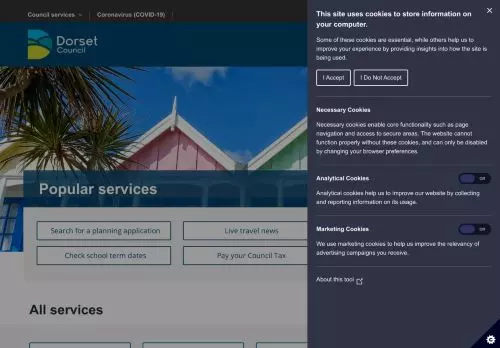 Council services
Coronavirus (COVID-19)
Dorset
Council
Popular services
Search for a planning application
Live travel news
Check school term dates
Pay your Council Tax
All services
This site uses cookies to store information on
your computer.
Some of these cookies are essential, while others help us to
improve your experience by providing insights into how the site is
being used.
I Accept
I Do Not Accept
Necessary Cookies
Necessary cookies enable core functionality such as page
navigation and access to secure areas. The website cannot
function properly without these cookies, and can only be disabled
by changing your browser preferences.
Analytical Cookies
Off
Analytical cookies help us to improve our website by collecting
and reporting information on its usage.
Marketing Cookies
Off
We use marketing cookies to help us improve the relevancy of
advertising campaigns you receive.
About this tool